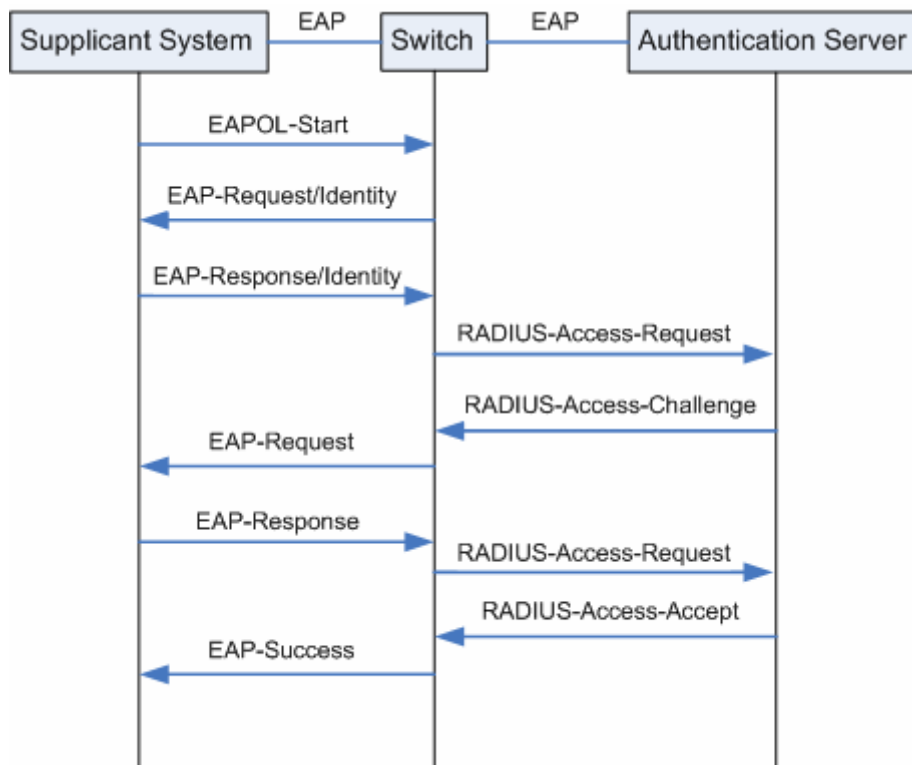 EAP
EAP
Supplicant System
Switch
Authentication Server
EAPOL-Start
EAP-Request/Identity
EAP-Response/Identity
RADIUS-Access-Request
RADIUS-Access-Challenge
EAP-Request
EAP-Response
RADIUS-Access-Request
RADIUS-Access-Accept
EAP-Success